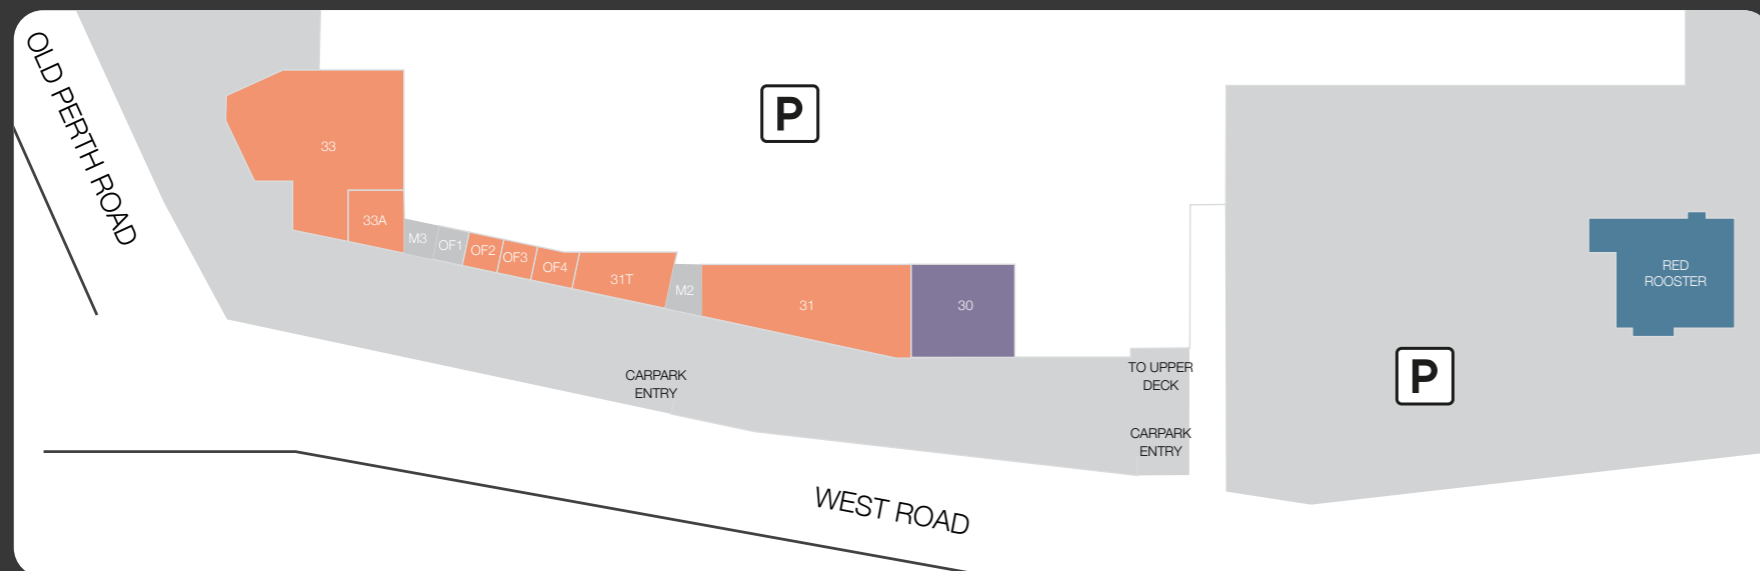 OLD PERTH ROAD
P
33
33A
M3
OF1
OF2
OF3
OF4
31T
M2
31
30
RED
ROOSTER
CARPARK
ENTRY
TO UPPER
DECK
P
CARPARK
ENTRY
WEST ROAD